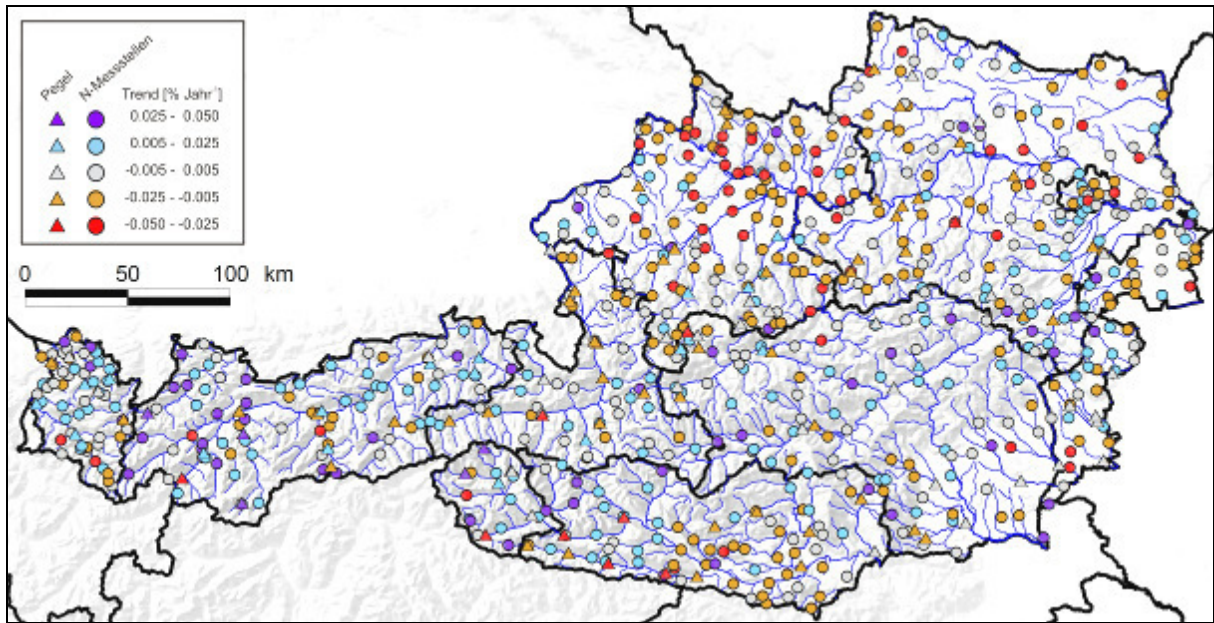 Pegel N-Messstellen
Trend [% Jahr⁻¹]
0.025 - 0.050
0.005 - 0.025
-0.005 - 0.005
-0.025 - -0.005
-0.050 - -0.025
0 50 100 km